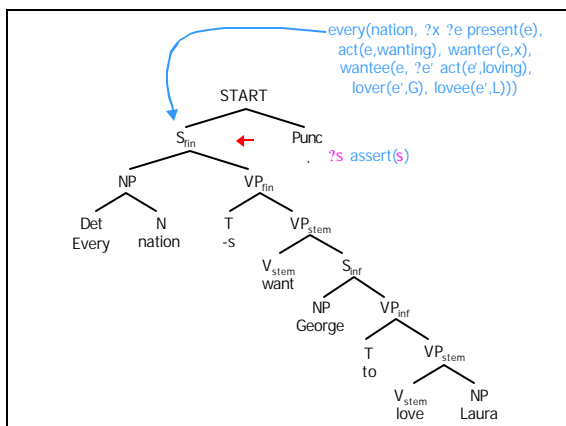 every(nation, ?x ?e present(e),
act(e,wanting), wanter(e,x),
wantee(e, ?e' act(e',loving),
lover(e',G), lovee(e',L)))
START
Sfin
Punc
.
?s assert(s)
NP
VPfin
Det
Every
N
nation
T
-s
VPstem
Vstem
want
Sinf
NP
George
VPinf
T
to
VPstem
Vstem
love
NP
Laura